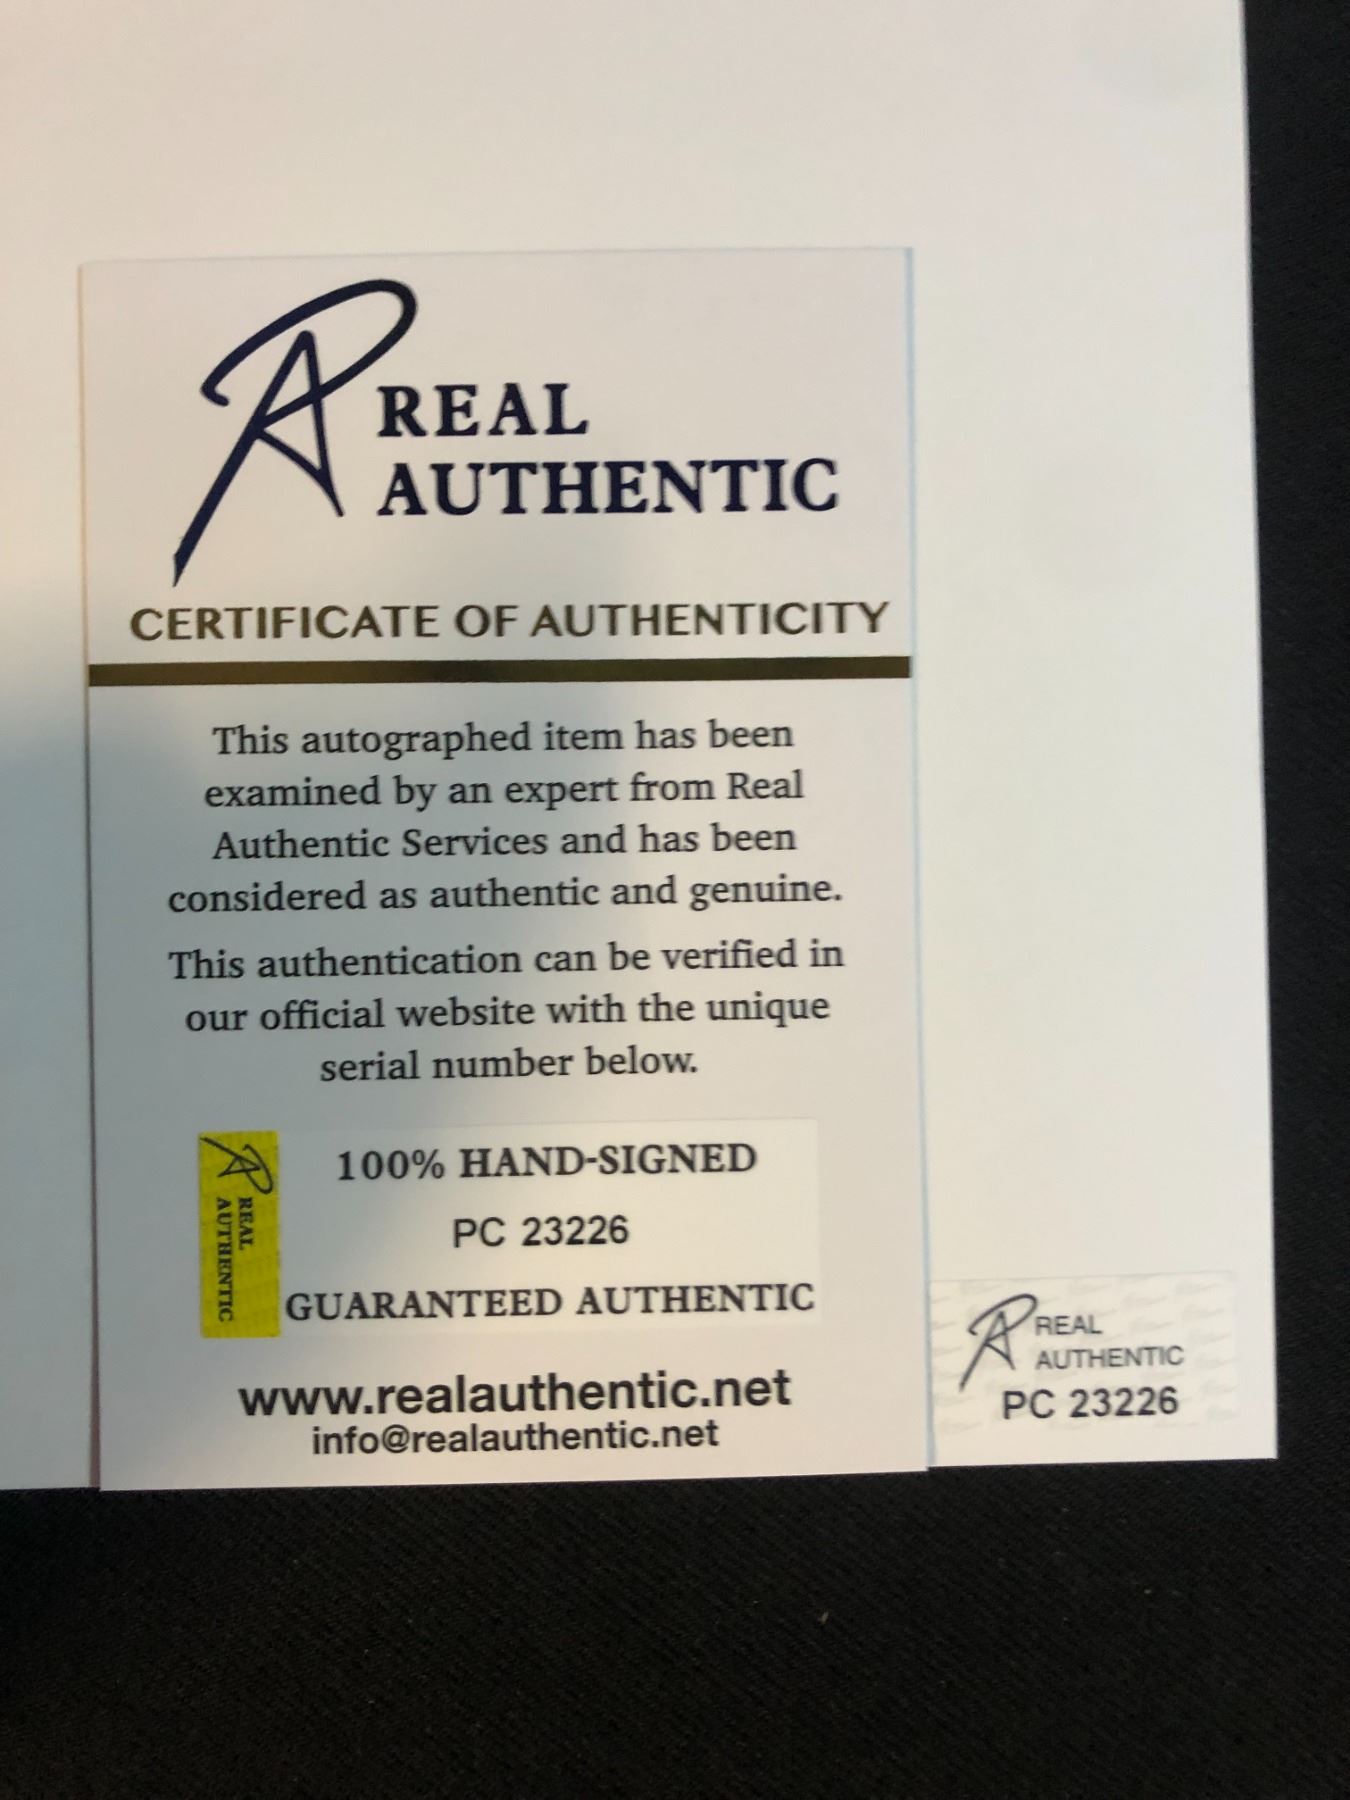 REAL
AUTHENTIC
CERTIFICATE OF AUTHENTICITY
This autographed item has been
examined by an expert from Real
Authentic Services and has been
considered as authentic and genuine.
This authentication can be verified in
our official website with the unique
serial number below.
REAL
AUTHENTIC
100% HAND-SIGNED
PC 23226
GUARANTEED AUTHENTIC
www.realauthentic.net
info@realauthentic.net
REAL
AUTHENTIC
PC 23226